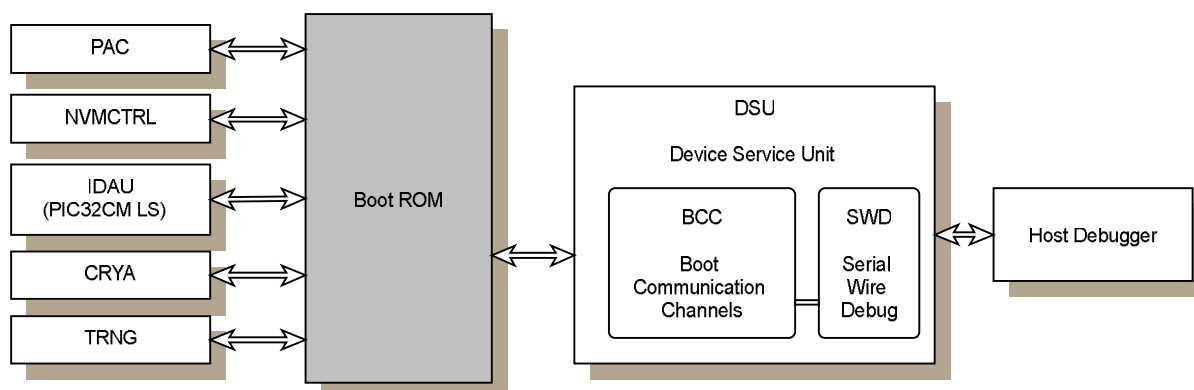 PAC
NVMCTRL
IDAU
(PIC32CM LS)
CRYA
TRNG
Boot ROM
DSU
Device Service Unit
BCC
Boot
Communication
Channels
SWD
Serial
Wire
Debug
Host Debugger